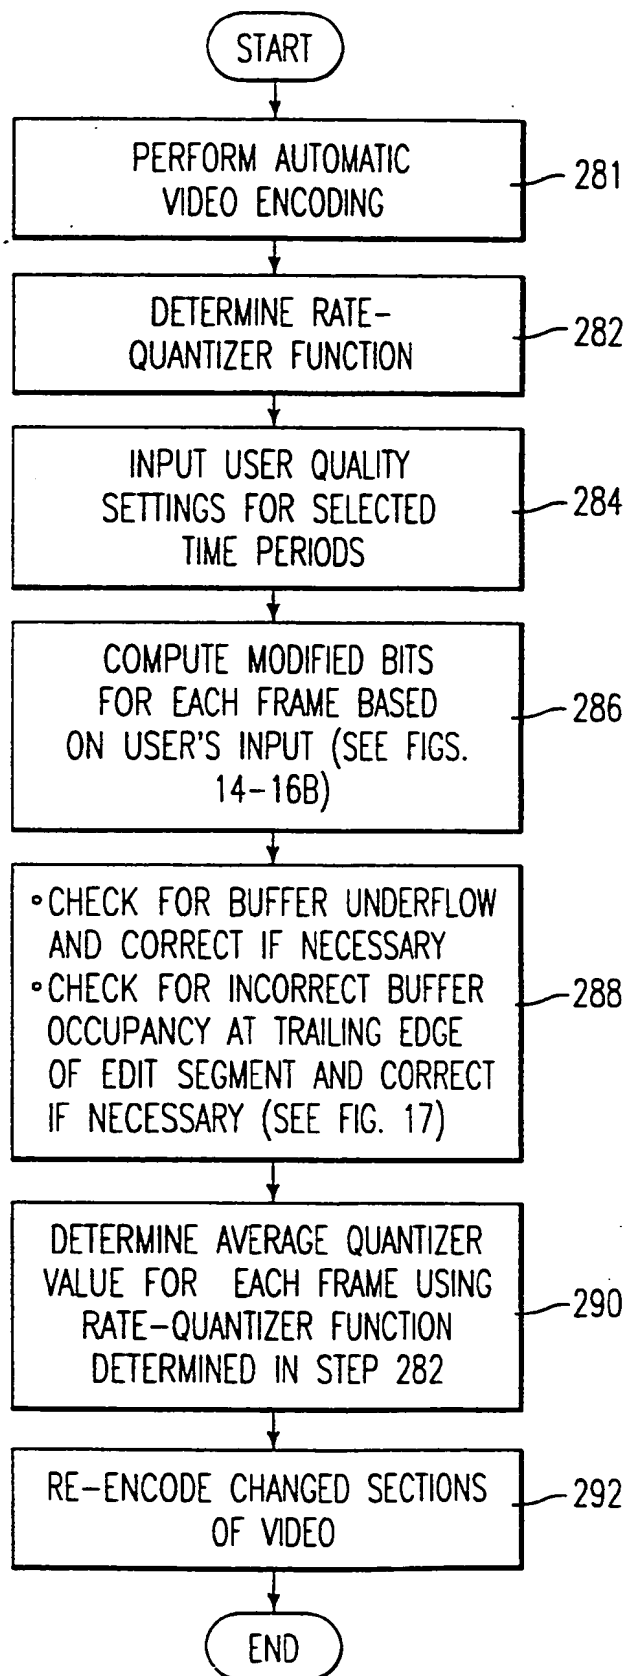 START
PERFORM AUTOMATIC
VIDEO ENCODING
281
DETERMINE RATE-
QUANTIZER FUNCTION
282
INPUT USER QUALITY
SETTINGS FOR SELECTED
TIME PERIODS
284
COMPUTE MODIFIED BITS
FOR EACH FRAME BASED
ON USER'S INPUT (SEE FIGS.
14-16B)
286
∘CHECK FOR BUFFER UNDERFLOW
AND CORRECT IF NECESSARY
∘CHECK FOR INCORRECT BUFFER
OCCUPANCY AT TRAILING EDGE
OF EDIT SEGMENT AND CORRECT
IF NECESSARY (SEE FIG. 17)
288
DETERMINE AVERAGE QUANTIZER
VALUE FOR EACH FRAME USING
RATE-QUANTIZER FUNCTION
DETERMINED IN STEP 282
290
RE-ENCODE CHANGED SECTIONS
OF VIDEO
292
END